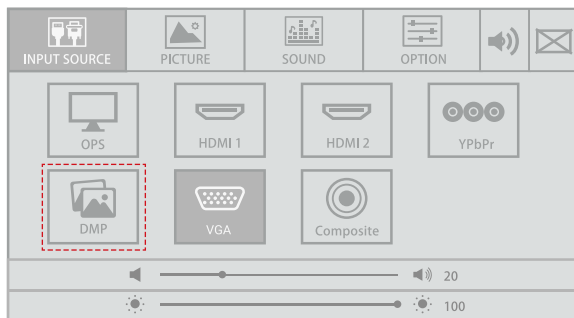 INPUT SOURCE PICTURE SOUND OPTION
OPS HDMI 1 HDMI 2 YPbPr
DMP VGA Composite
20
100